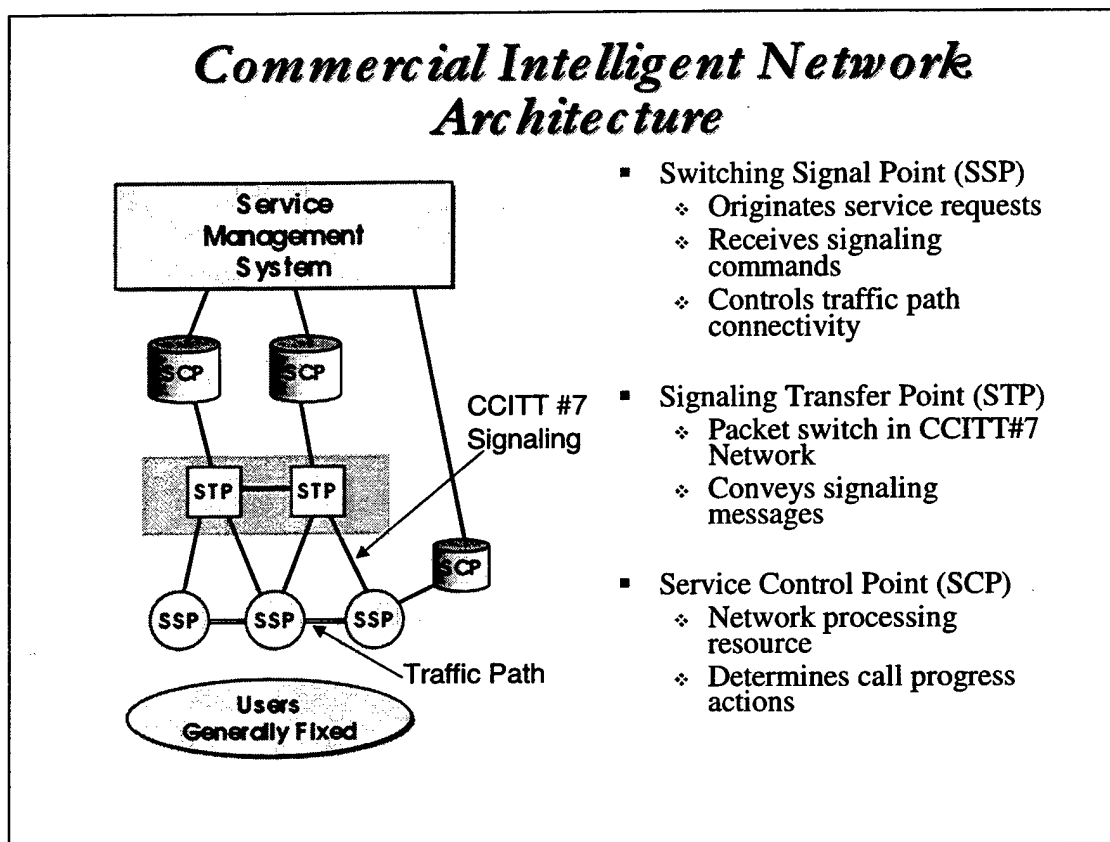 Commercial Intelligent Network
Architecture
Service
Management
System
SCP
SCP
CCITT #7
Signaling
STP
STP
SCP
SSP
SSP
SSP
Traffic Path
Users
Generally Fixed
▪ Switching Signal Point (SSP)
❖ Originates service requests
❖ Receives signaling
commands
❖ Controls traffic path
connectivity
▪ Signaling Transfer Point (STP)
❖ Packet switch in CCITT#7
Network
❖ Conveys signaling
messages
▪ Service Control Point (SCP)
❖ Network processing
resource
❖ Determines call progress
actions